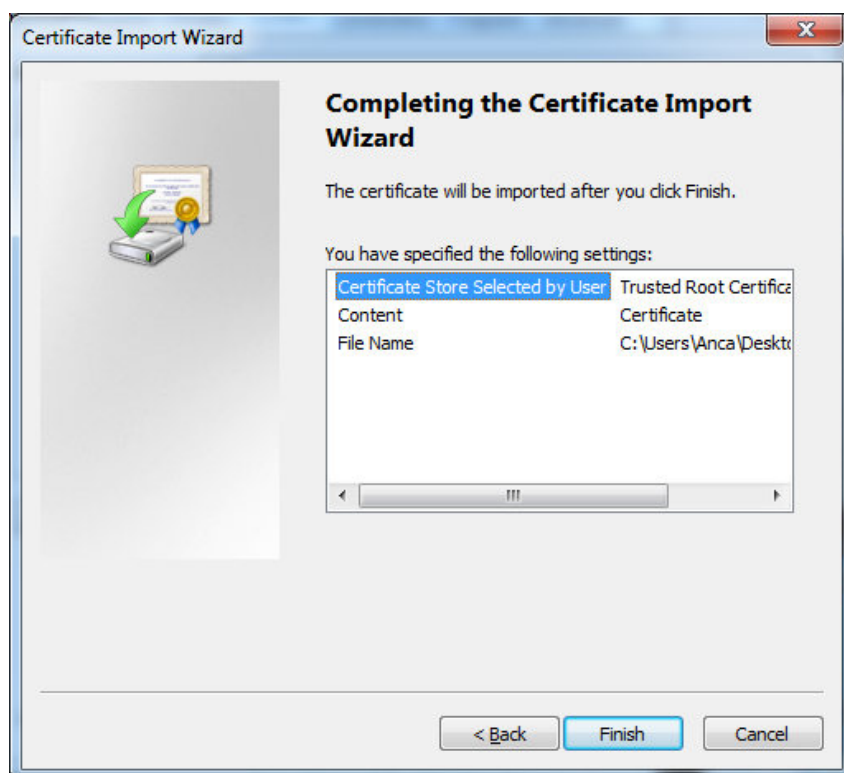 Certificate Import Wizard
Completing the Certificate Import
Wizard
The certificate will be imported after you click Finish.
You have specified the following settings:
Certificate Store Selected by User Trusted Root Certifica
Content Certificate
File Name C:\Users\Anca\Deskto
< Back Finish Cancel